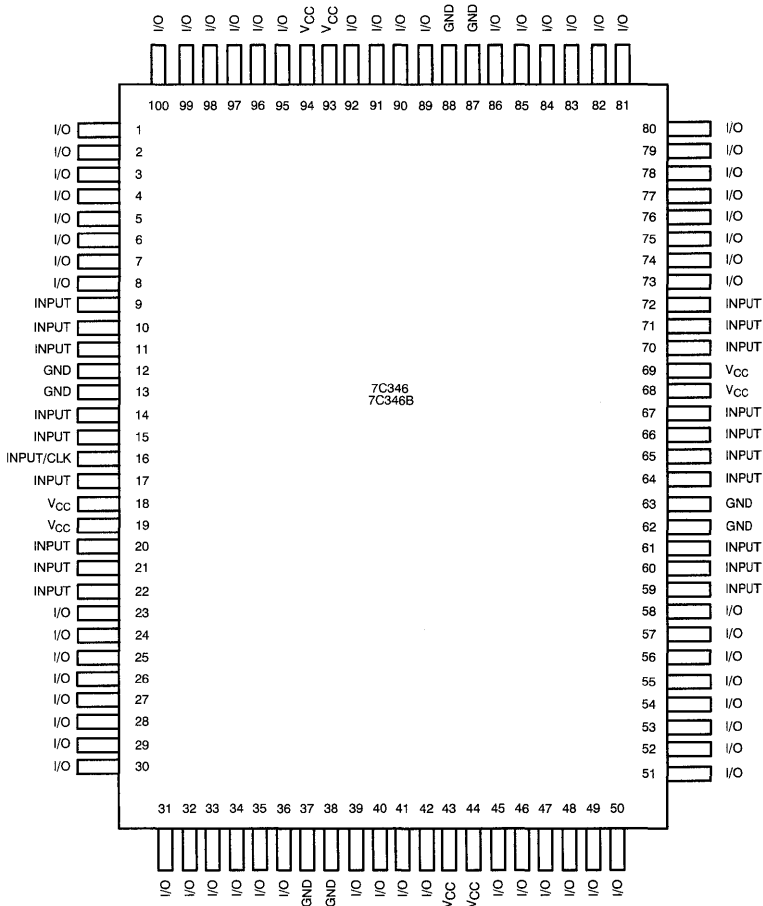 I/O I/O I/O I/O I/O I/O VCC VCC I/O I/O I/O I/O GND GND I/O I/O I/O I/O I/O I/O
100 99 98 97 96 95 94 93 92 91 90 89 88 87 86 85 84 83 82 81
I/O 1 80 I/O
I/O 2 79 I/O
I/O 3 78 I/O
I/O 4 77 I/O
I/O 5 76 I/O
I/O 6 75 I/O
I/O 7 74 I/O
I/O 8 73 I/O
INPUT 9 72 INPUT
INPUT 10 71 INPUT
INPUT 11 70 INPUT
GND 12 69 VCC
GND 13 68 VCC
7C346
7C346B
INPUT 14 67 INPUT
INPUT 15 66 INPUT
INPUT/CLK 16 65 INPUT
INPUT 17 64 INPUT
VCC 18 63 GND
VCC 19 62 GND
INPUT 20 61 INPUT
INPUT 21 60 INPUT
INPUT 22 59 INPUT
I/O 23 58 I/O
I/O 24 57 I/O
I/O 25 56 I/O
I/O 26 55 I/O
I/O 27 54 I/O
I/O 28 53 I/O
I/O 29 52 I/O
I/O 30 51 I/O
31 32 33 34 35 36 37 38 39 40 41 42 43 44 45 46 47 48 49 50
I/O I/O I/O I/O I/O I/O GND GND I/O I/O I/O I/O VCC VCC I/O I/O I/O I/O I/O I/O